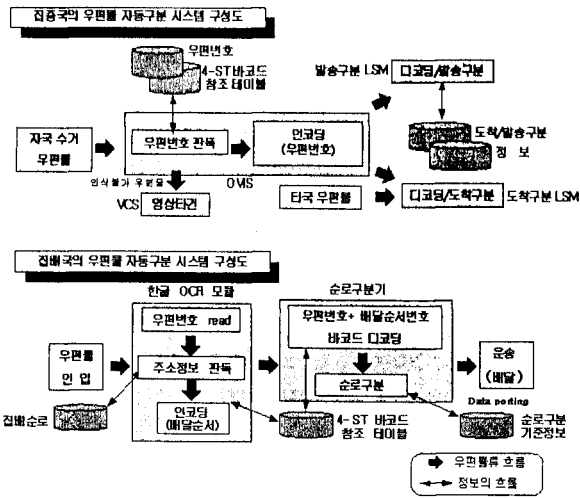 집중국의 우편물 자동구분 시스템 구성도
우편번호
4-ST 바코드
참조 테이블
발송구분 LSM
디코딩/발송구분
자국 수거
우편물
우편번호 판독
인코딩
(우편번호)
도착/발송구분
정 보
인식불가 우편물
OMS
VCS
영상타건
타국 우편물
디코딩/도착구분
도착구분 LSM
집배국의 우편물 자동구분 시스템 구성도
한글 OCR 모듈
순로구분기
우편번호 read
우편번호+ 배달순서번호
바코드 디코딩
우편물
인 입
주소정보 판독
순로구분
운송
(배달)
인코딩
(배달순서)
집배순로
4-ST 바코드
참조 테이블
Data porting
순로구분
기준정보
우편물류 흐름
정보의 흐름